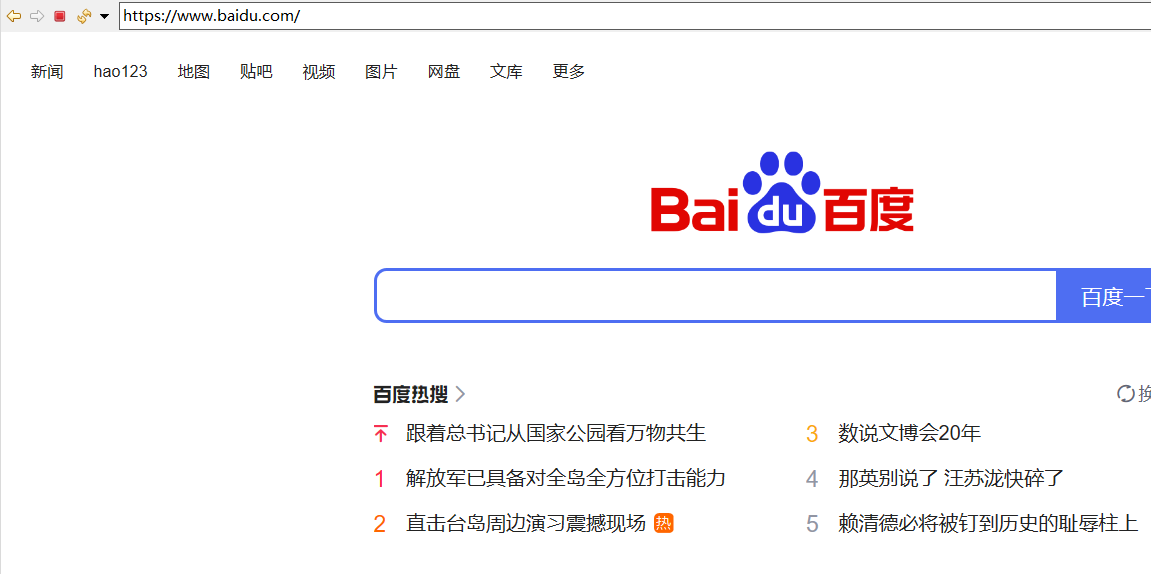 https://www.baidu.com/
新闻 hao123 地图 贴吧 视频 图片 网盘 文库 更多
Baidu百度
百度一
百度热搜 换
跟着总书记从国家公园看万物共生
1 解放军已具备对全岛全方位打击能力
2 直击台岛周边演习震撼现场 热
3 数说文博会20年
4 那英别说了 汪苏泷快碎了
5 赖清德必将被钉到历史的耻辱柱上